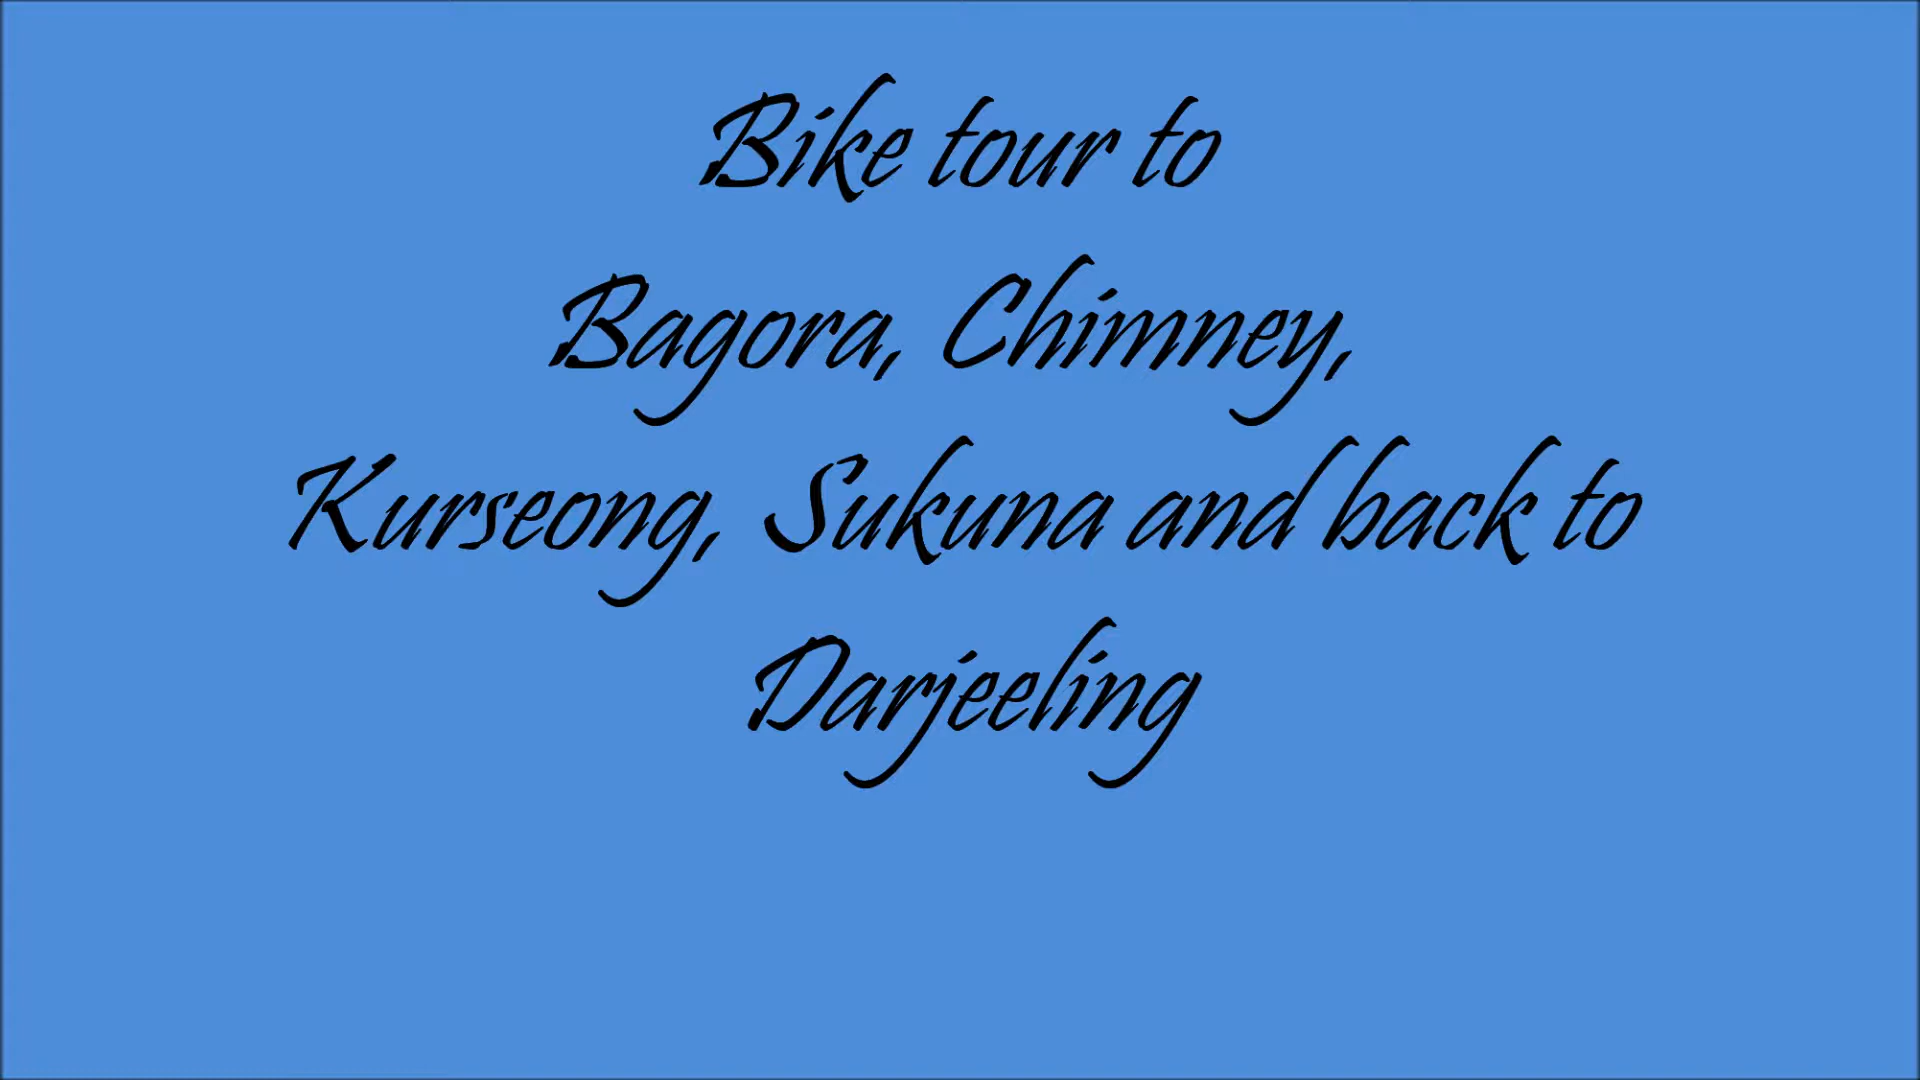 Bike tour to
Bagora, Chimney,
Kurseong, Sukuna and back to
Darjeeling